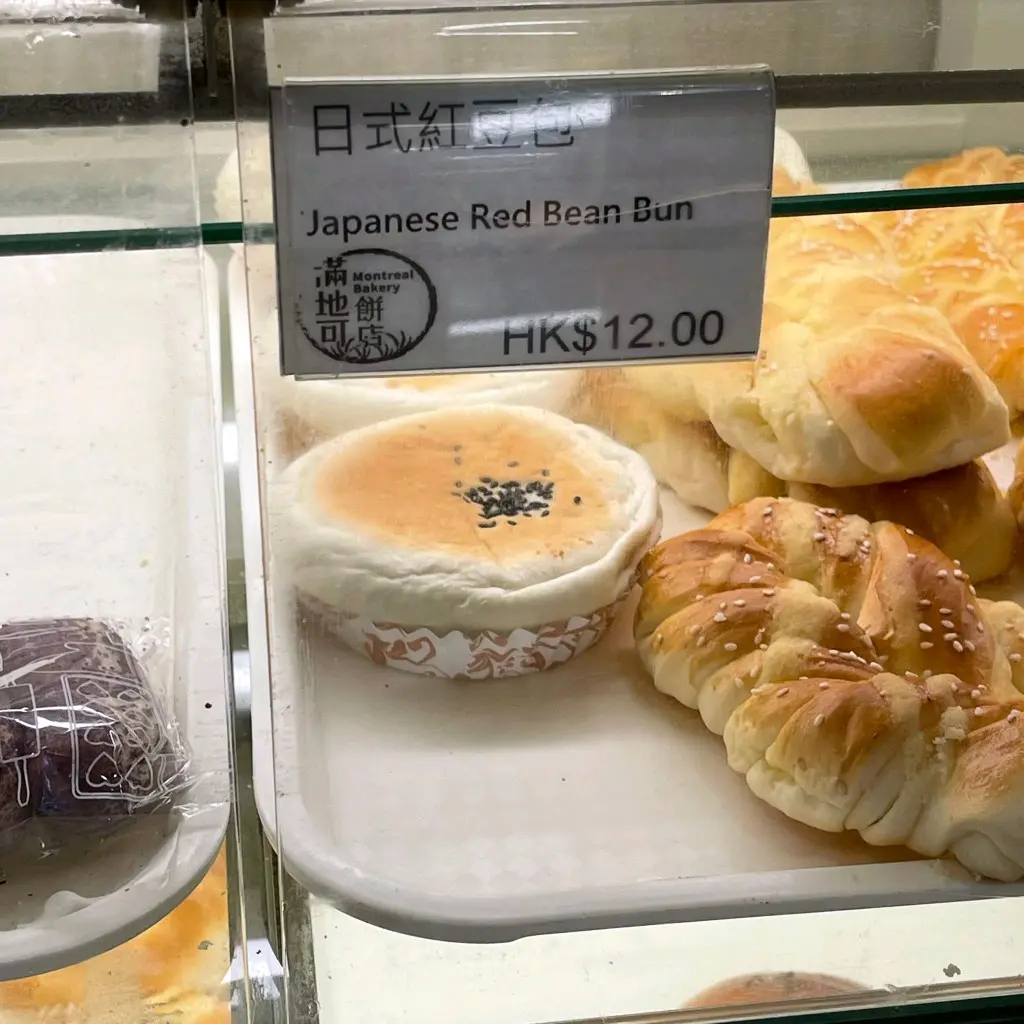 日式紅豆包
Japanese Red Bean Bun
滿地可
Montreal
Bakery
餅店
HK$12.00